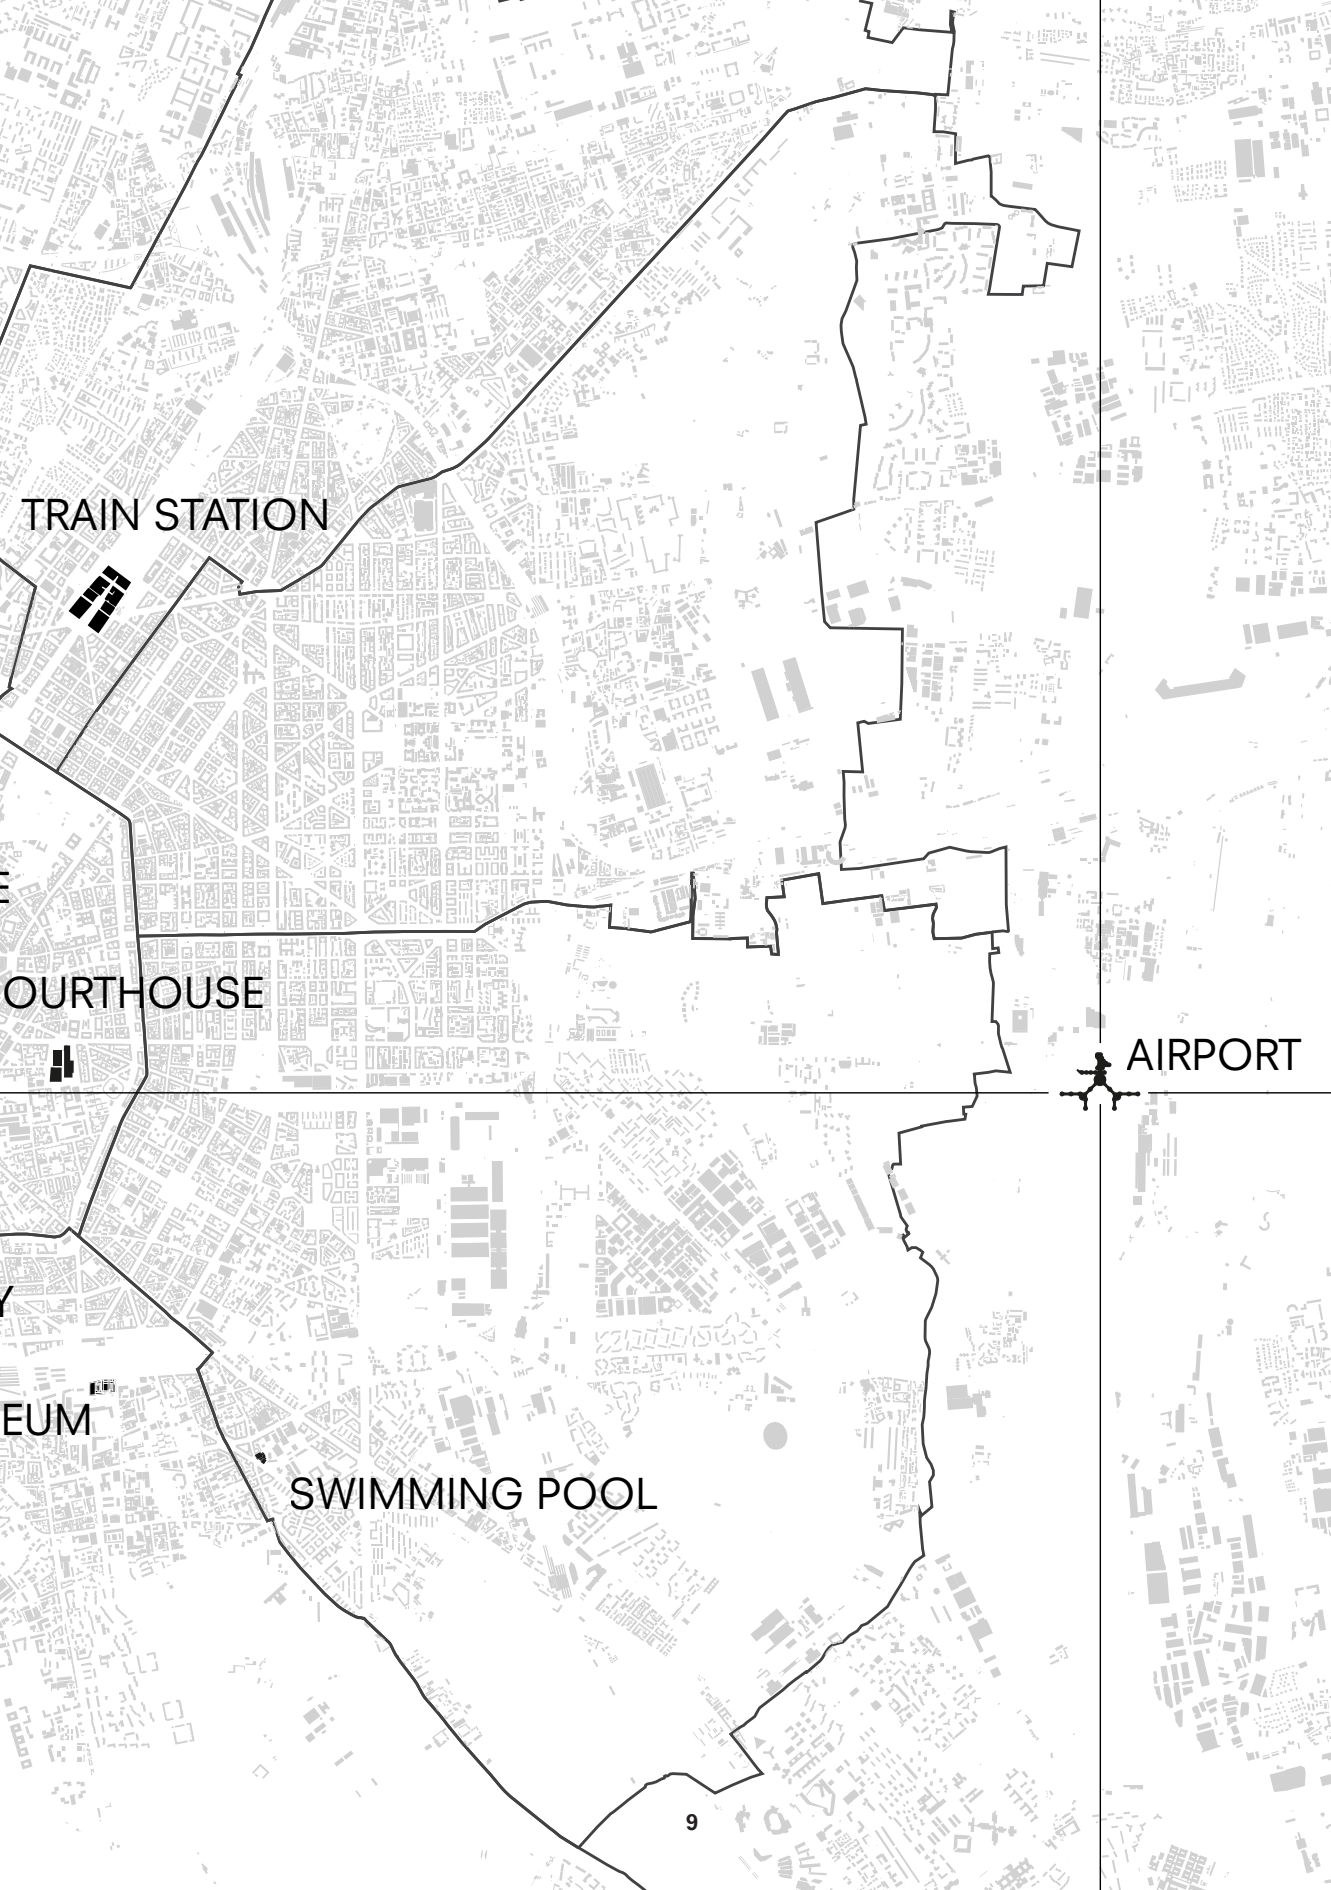 TRAIN STATION
E
OURTHOUSE
AIRPORT
Y
EUM
SWIMMING POOL
9